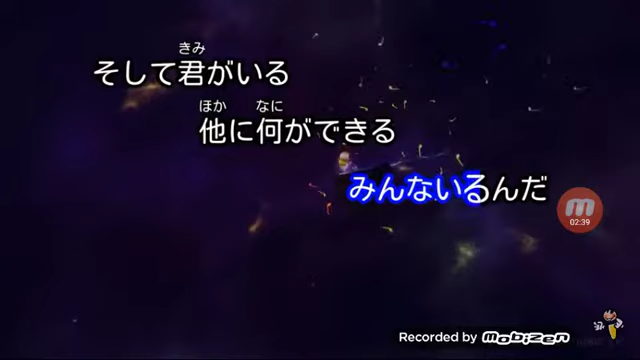 きみ
そして君がいる
ほか なに
他に何ができる
みんないるんだ
02:39
Recorded by mobizen